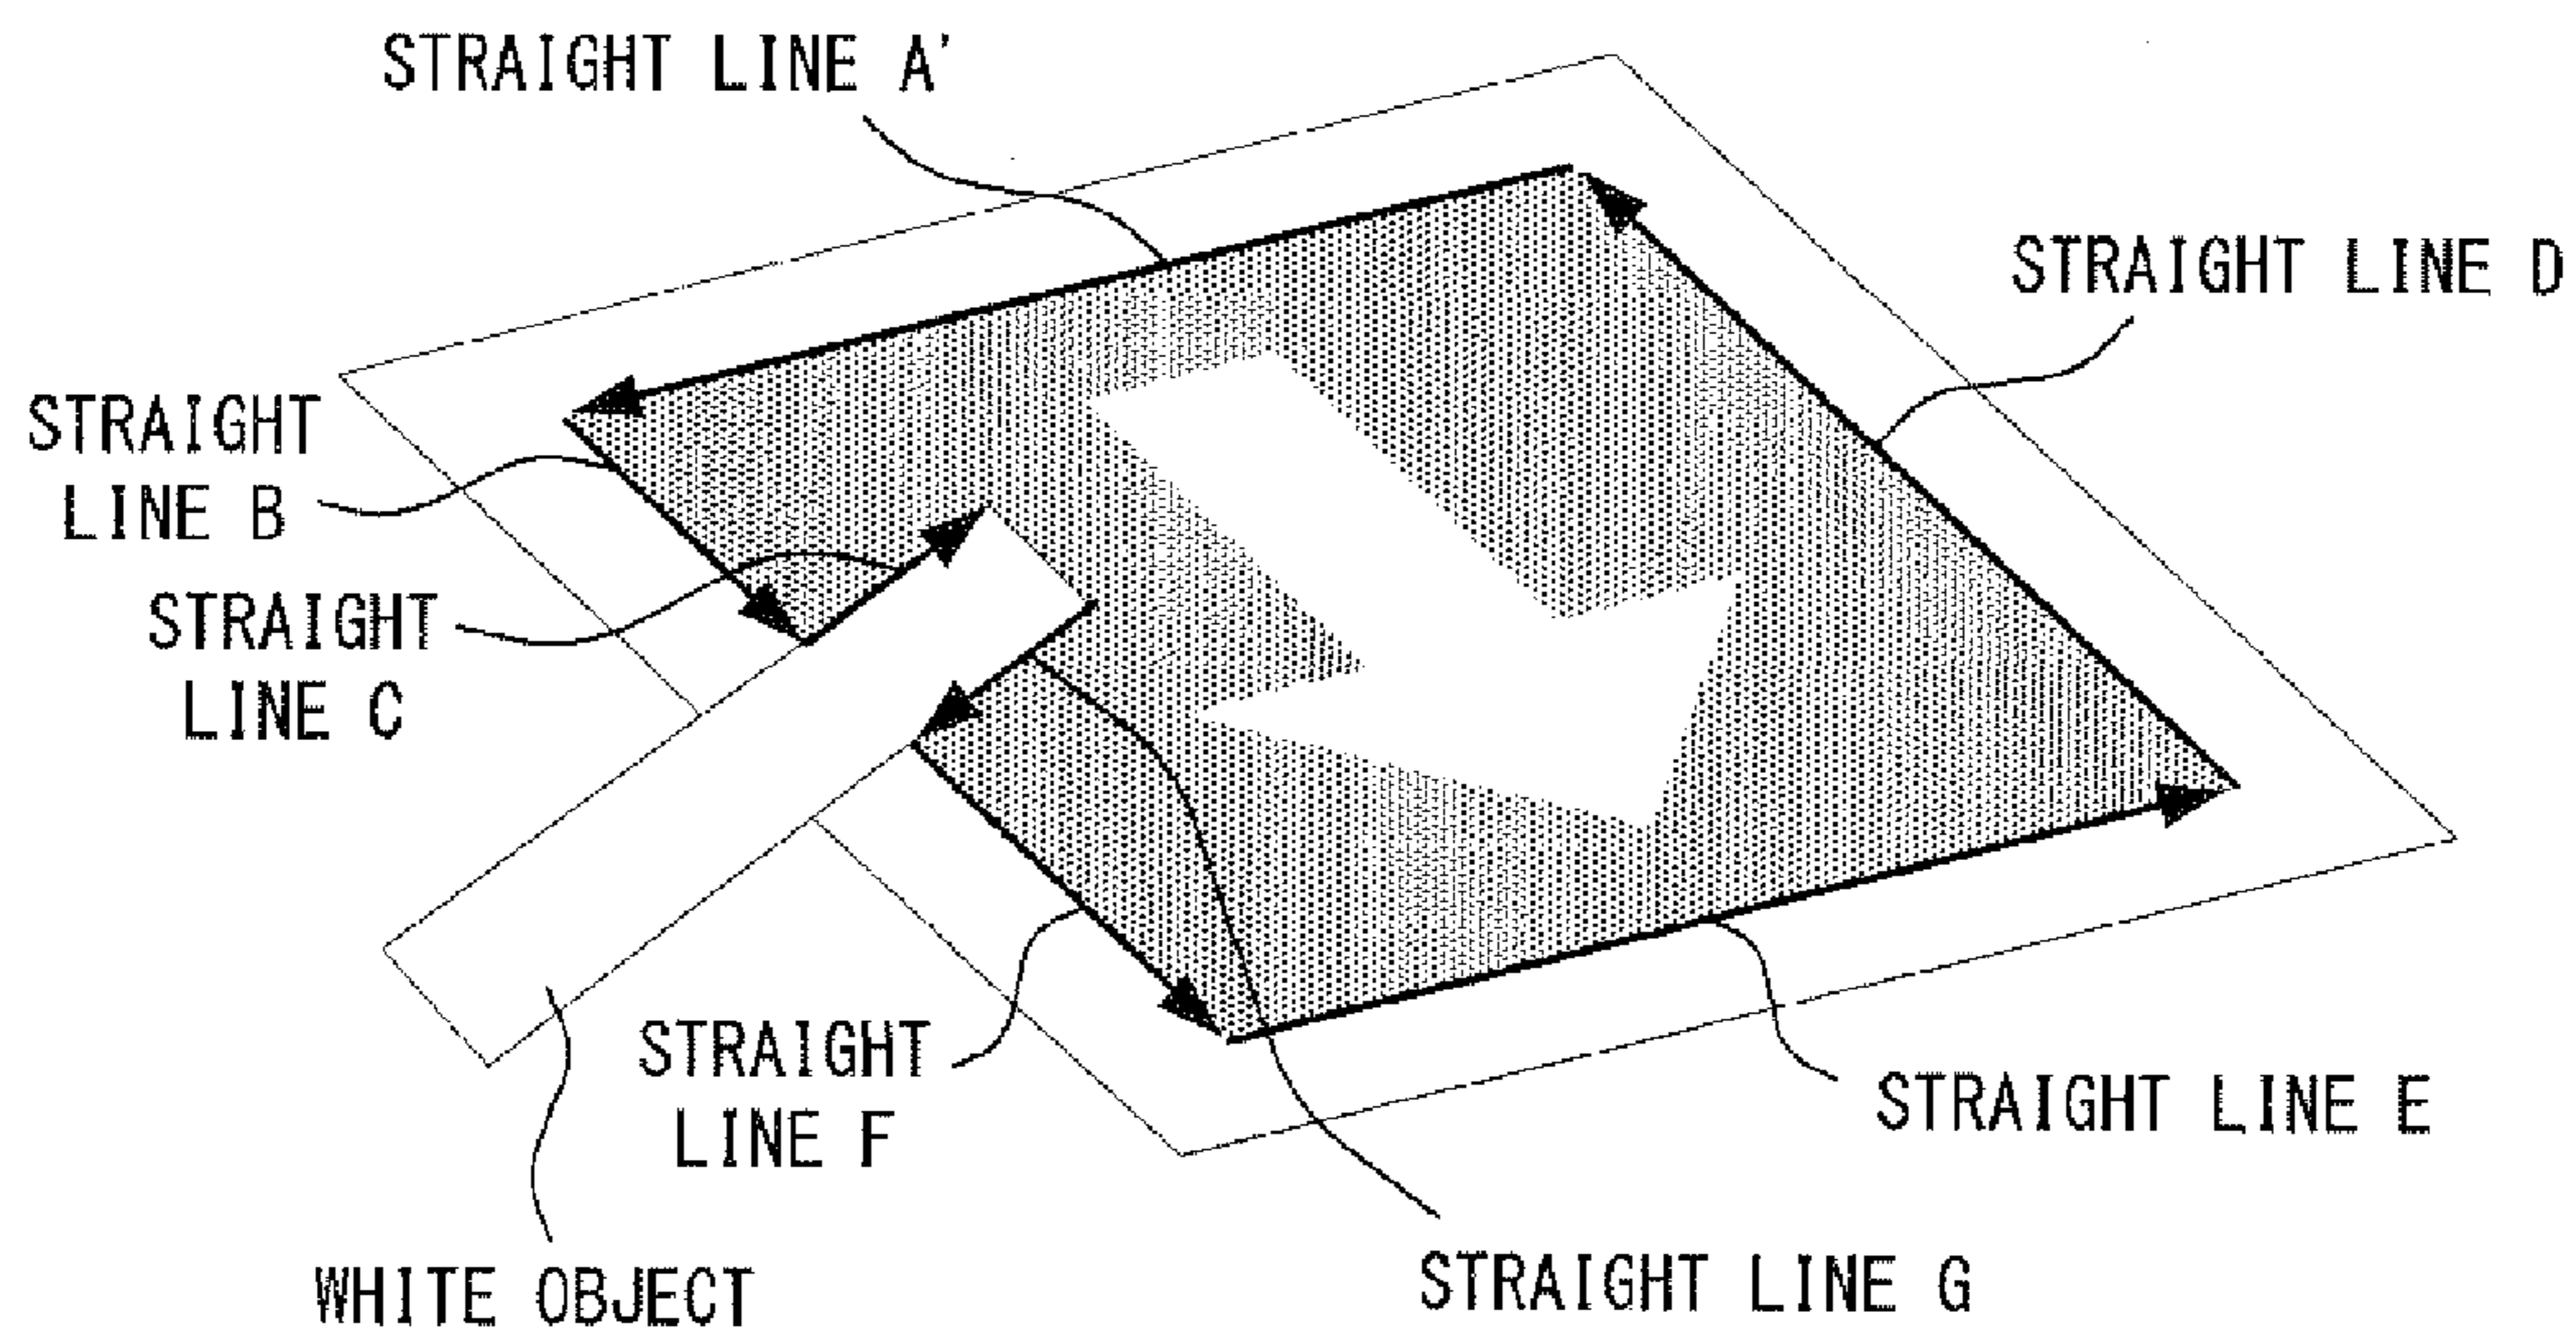 STRAIGHT LINE A'
STRAIGHT LINE D
STRAIGHT
LINE B
STRAIGHT
LINE C
STRAIGHT
LINE F
STRAIGHT LINE E
STRAIGHT LINE G
WHITE OBJECT